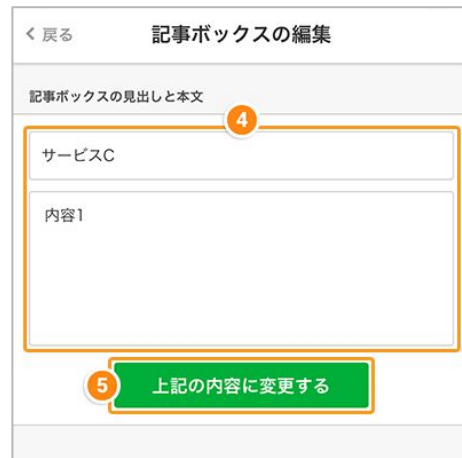 < 戻る 記事ボックスの編集
記事ボックスの見出しと本文
4
サービスC
内容1
5 上記の内容に変更する